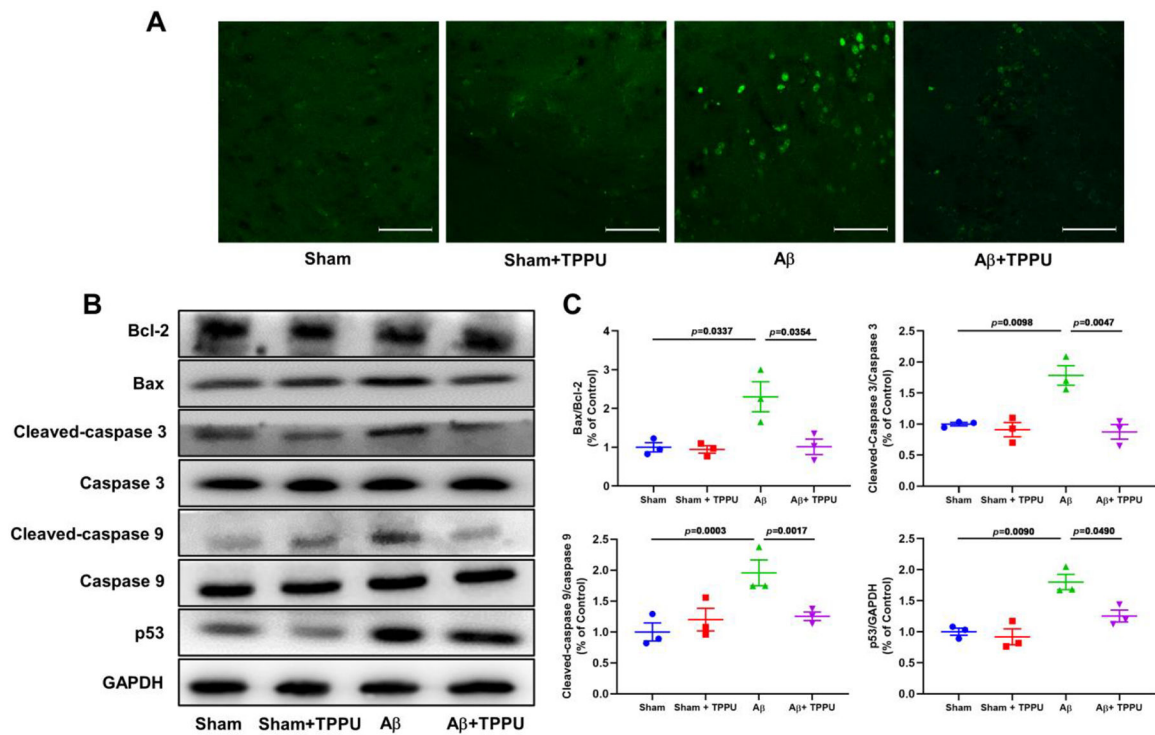 A
Sham
Sham+TPPU
Aβ
Aβ+TPPU
B
Bcl-2
Bax
Cleaved-caspase 3
Caspase 3
Cleaved-caspase 9
Caspase 9
p53
GAPDH
Sham
Sham+TPPU
Aβ
Aβ+TPPU
C
Bax/Bcl-2
(% of Control)
4
3
2
1
0
p=0.0337
p=0.0354
Sham
Sham + TPPU
Aβ
Aβ+ TPPU
Cleaved-Caspase 3/Caspase 3
(% of Control)
2.5
2.0
1.5
1.0
0.5
0.0
p=0.0098
p=0.0047
Sham
Sham + TPPU
Aβ
Aβ+ TPPU
Cleaved-caspase 9/caspase 9
(% of Control)
2.5
2.0
1.5
1.0
0.5
0.0
p=0.0003
p=0.0017
Sham
Sham + TPPU
Aβ
Aβ+ TPPU
p53/GAPDH
(% of Control)
2.5
2.0
1.5
1.0
0.5
0.0
p=0.0090
p=0.0490
Sham
Sham + TPPU
Aβ
Aβ+ TPPU